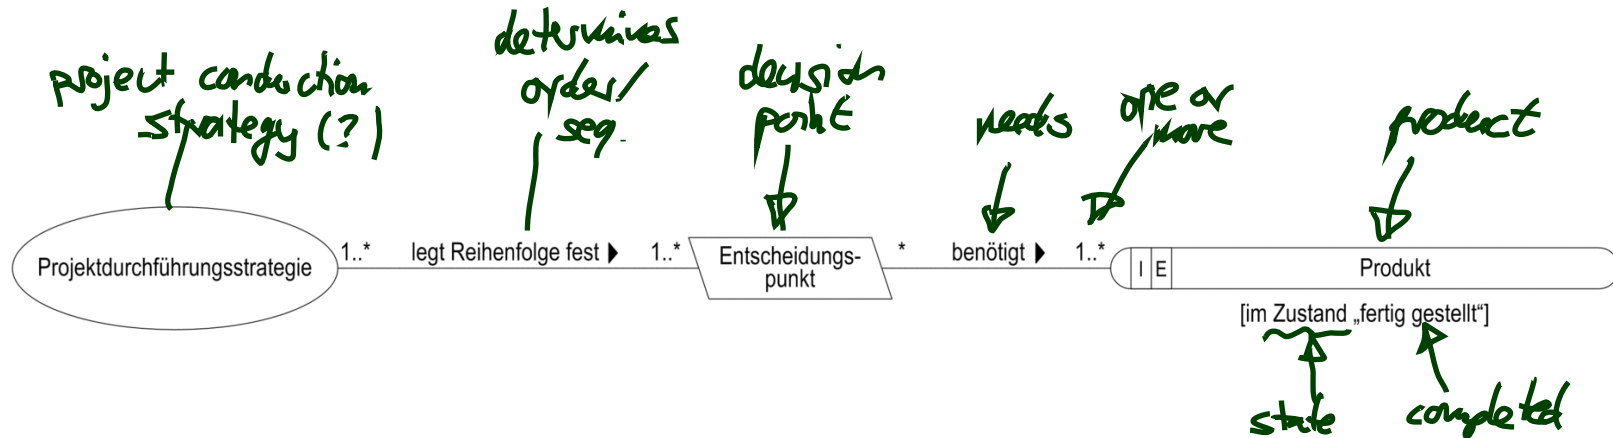 project conduction
strategy (?)
determines
order/
seq.
decision
point
needs
one or
more
product
Projektdurchführungsstrategie
1..*
legt Reihenfolge fest ▶
1..*
Entscheidungs-
punkt
*
benötigt ▶
1..*
I E
Produkt
[im Zustand „fertig gestellt“]
state
completed